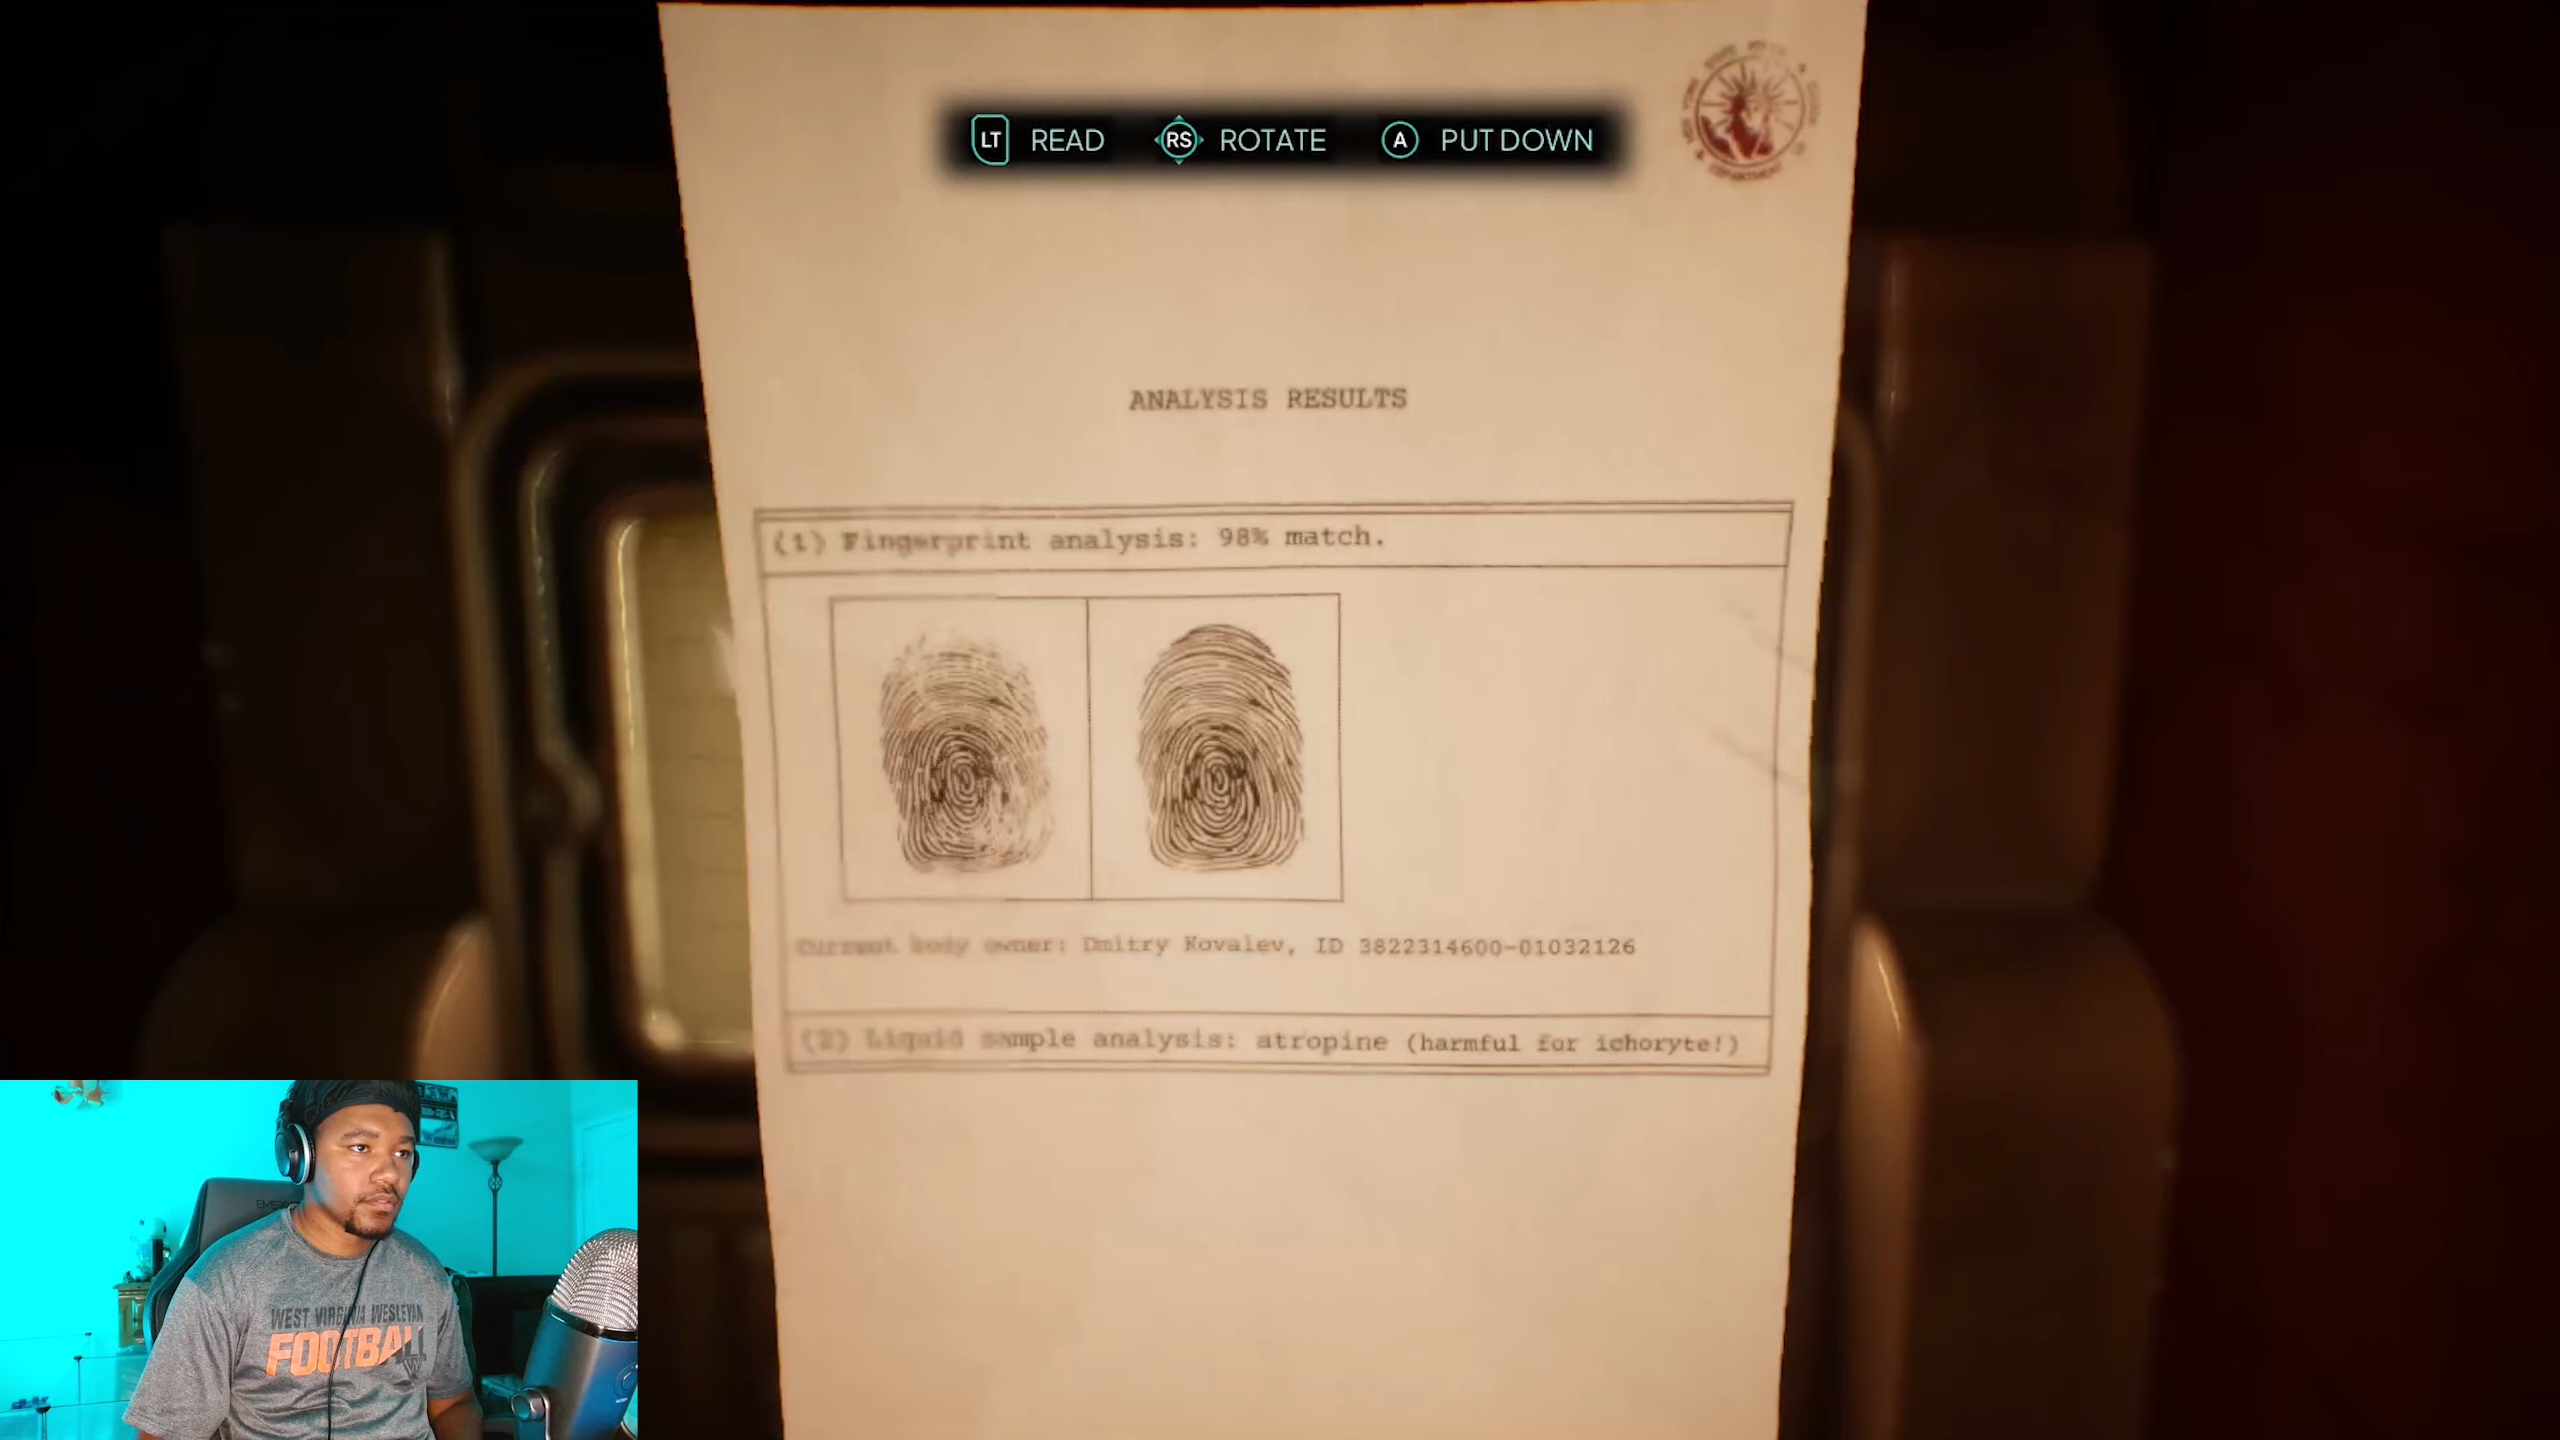 LT READ RS ROTATE A PUT DOWN
ANALYSIS RESULTS
(1) Fingerprint analysis: 98% match.
Current body owner: Dmitry Kovalev, ID 3822314600-01032126
(2) Liquid sample analysis: atropine (harmful for ichoryte!)
WEST VIRGINIA WESLEYAN
FOOTBALL